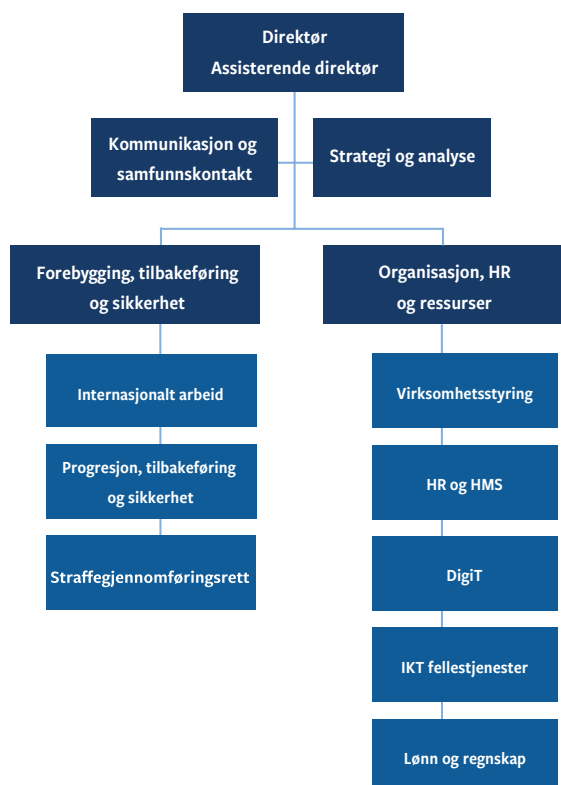 Direktør
Assisterende direktør
Kommunikasjon og
samfunnskontakt
Strategi og analyse
Forebygging, tilbakeføring
og sikkerhet
Organisasjon, HR
og ressurser
Internasjonalt arbeid
Progresjon, tilbakeføring
og sikkerhet
Straffegjennomføringsrett
Virksomhetsstyring
HR og HMS
DigiT
IKT fellestjenester
Lønn og regnskap